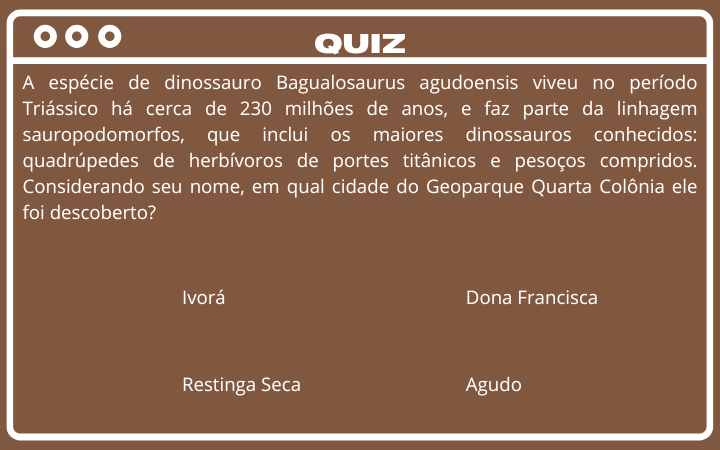 QUIZ
A espécie de dinossauro Bagualosaurus agudoensis viveu no período
Triássico há cerca de 230 milhões de anos, e faz parte da linhagem
sauropodomorfos, que inclui os maiores dinossauros conhecidos:
quadrúpedes de herbívoros de portes titânicos e pesoços compridos.
Considerando seu nome, em qual cidade do Geoparque Quarta Colônia ele
foi descoberto?
Ivorá
Dona Francisca
Restinga Seca
Agudo